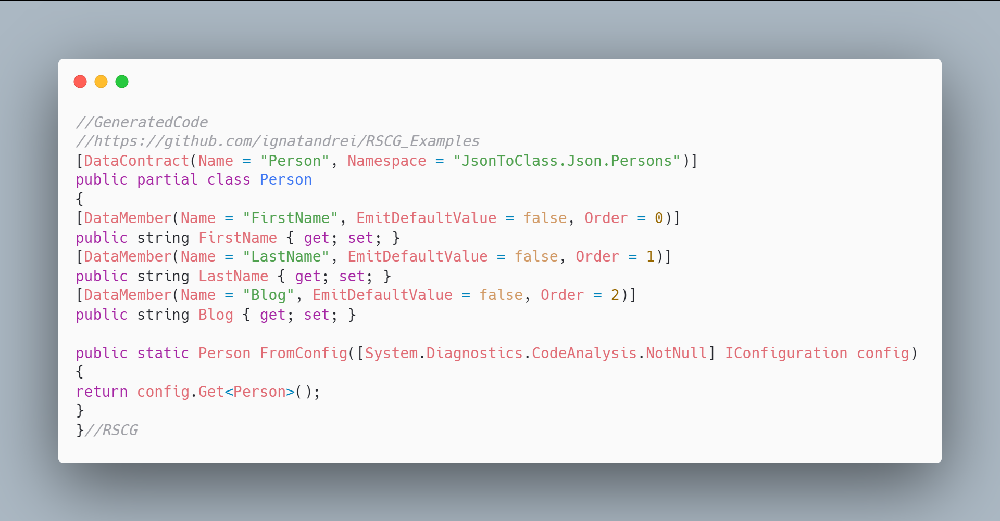 //GeneratedCode
//https://github.com/ignatandrei/RSCG_Examples
[DataContract(Name = "Person", Namespace = "JsonToClass.Json.Persons")]
public partial class Person
{
[DataMember(Name = "FirstName", EmitDefaultValue = false, Order = 0)]
public string FirstName { get; set; }
[DataMember(Name = "LastName", EmitDefaultValue = false, Order = 1)]
public string LastName { get; set; }
[DataMember(Name = "Blog", EmitDefaultValue = false, Order = 2)]
public string Blog { get; set; }
public static Person FromConfig([System.Diagnostics.CodeAnalysis.NotNull] IConfiguration config)
{
return config.Get<Person>();
}
}//RSCG